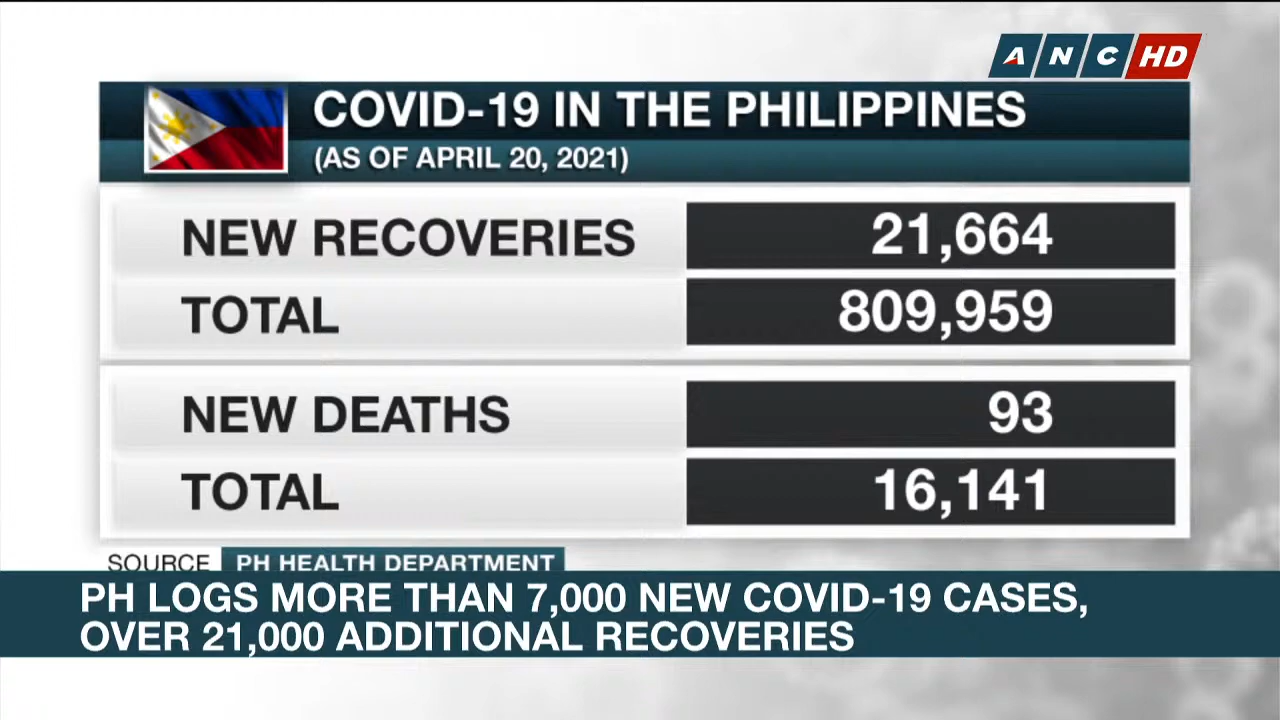 ANC HD
COVID-19 IN THE PHILIPPINES
(AS OF APRIL 20, 2021)
NEW RECOVERIES 21,664
TOTAL 809,959
NEW DEATHS 93
TOTAL 16,141
SOURCE PH HEALTH DEPARTMENT
PH LOGS MORE THAN 7,000 NEW COVID-19 CASES,
OVER 21,000 ADDITIONAL RECOVERIES